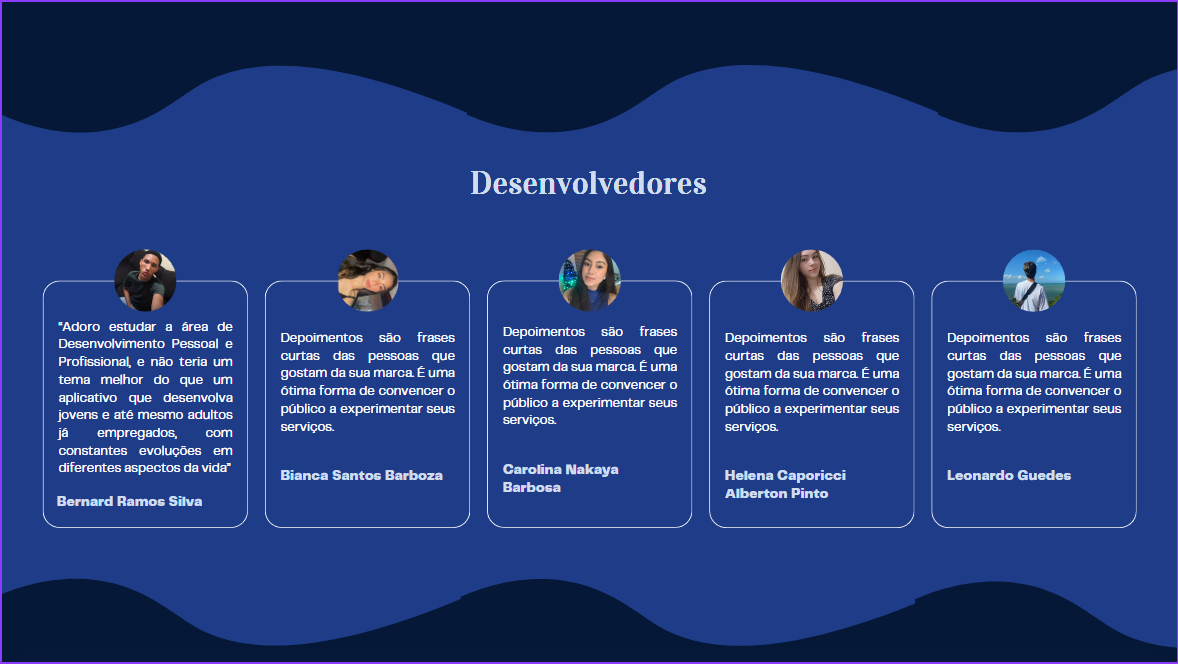 Desenvolvedores
"Adoro estudar a área de
Desenvolvimento Pessoal e
Profissional, e não teria um
tema melhor do que um
aplicativo que desenvolva
jovens e até mesmo adultos
já empregados, com
constantes evoluções em
diferentes aspectos da vida"
Bernard Ramos Silva
Depoimentos são frases
curtas das pessoas que
gostam da sua marca. É uma
ótima forma de convencer o
público a experimentar seus
serviços.
Bianca Santos Barboza
Depoimentos são frases
curtas das pessoas que
gostam da sua marca. É uma
ótima forma de convencer o
público a experimentar seus
serviços.
Carolina Nakaya
Barbosa
Depoimentos são frases
curtas das pessoas que
gostam da sua marca. É uma
ótima forma de convencer o
público a experimentar seus
serviços.
Helena Caporicci
Alberton Pinto
Depoimentos são frases
curtas das pessoas que
gostam da sua marca. É uma
ótima forma de convencer o
público a experimentar seus
serviços.
Leonardo Guedes